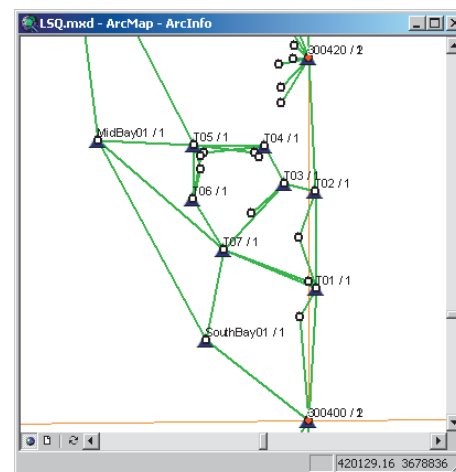 LSQ.mxd - ArcMap - ArcInfo
300420 / 2
MidBay01 / 1
T05 / 1
T04 / 1
T03 / 1
T02 / 1
T06 / 1
T07 / 1
T01 / 1
SouthBay01 / 1
300400 / 2
420129.16 3678836